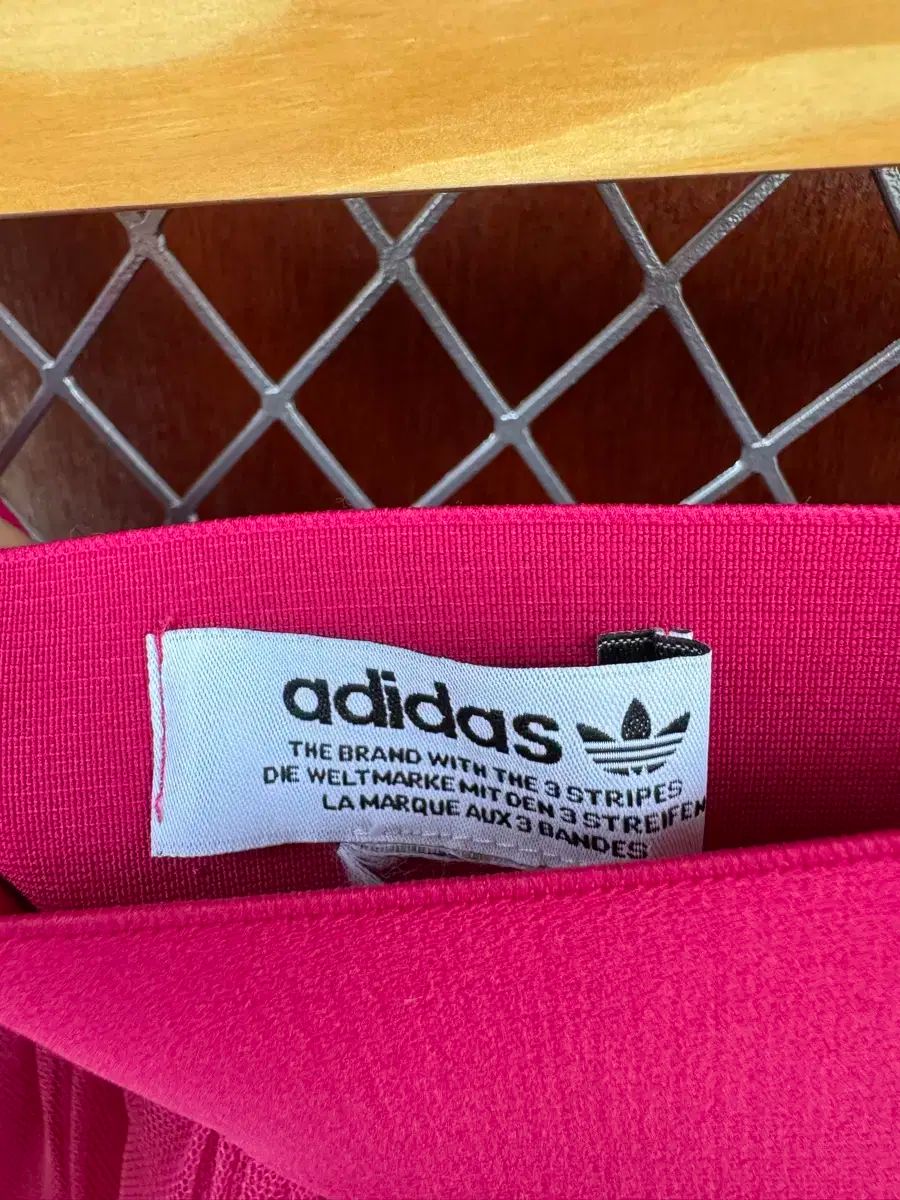 adidas
THE BRAND WITH THE 3 STRIPES
DIE WELTMARKE MIT DEN 3 STREIFEN
LA MARQUE AUX 3 BANDES